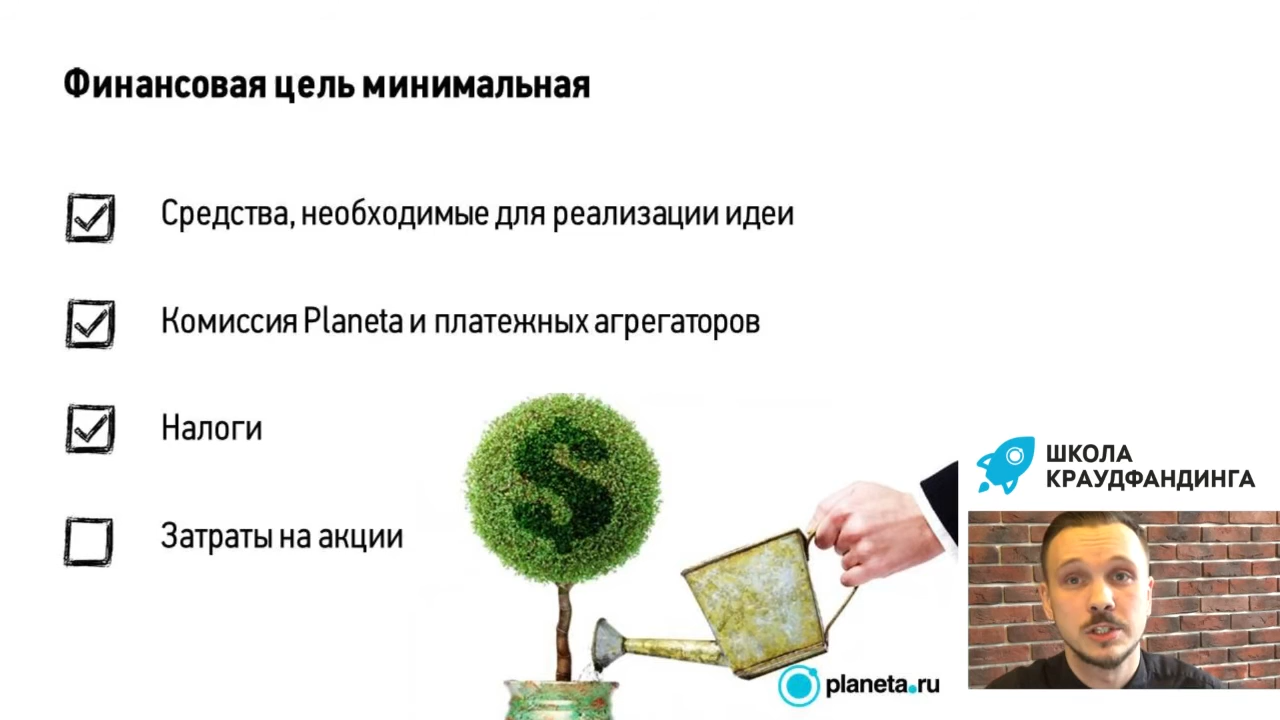 Финансовая цель минимальная
Средства, необходимые для реализации идеи
Комиссия Planeta и платежных агрегаторов
Налоги
Затраты на акции
ШКОЛА
КРАУДФАНДИНГА
planeta.ru